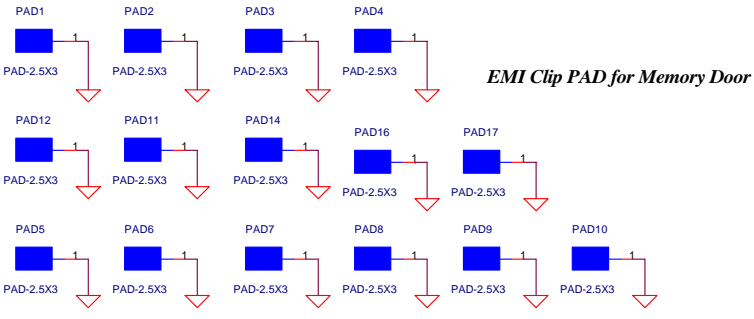 PAD1 PAD2 PAD3 PAD4
1 1 1 1
PAD-2.5X3 PAD-2.5X3 PAD-2.5X3 PAD-2.5X3
EMI Clip PAD for Memory Door
PAD12 PAD11 PAD14 PAD16 PAD17
1 1 1 1 1
PAD-2.5X3 PAD-2.5X3 PAD-2.5X3 PAD-2.5X3 PAD-2.5X3
PAD5 PAD6 PAD7 PAD8 PAD9 PAD10
1 1 1 1 1 1
PAD-2.5X3 PAD-2.5X3 PAD-2.5X3 PAD-2.5X3 PAD-2.5X3 PAD-2.5X3